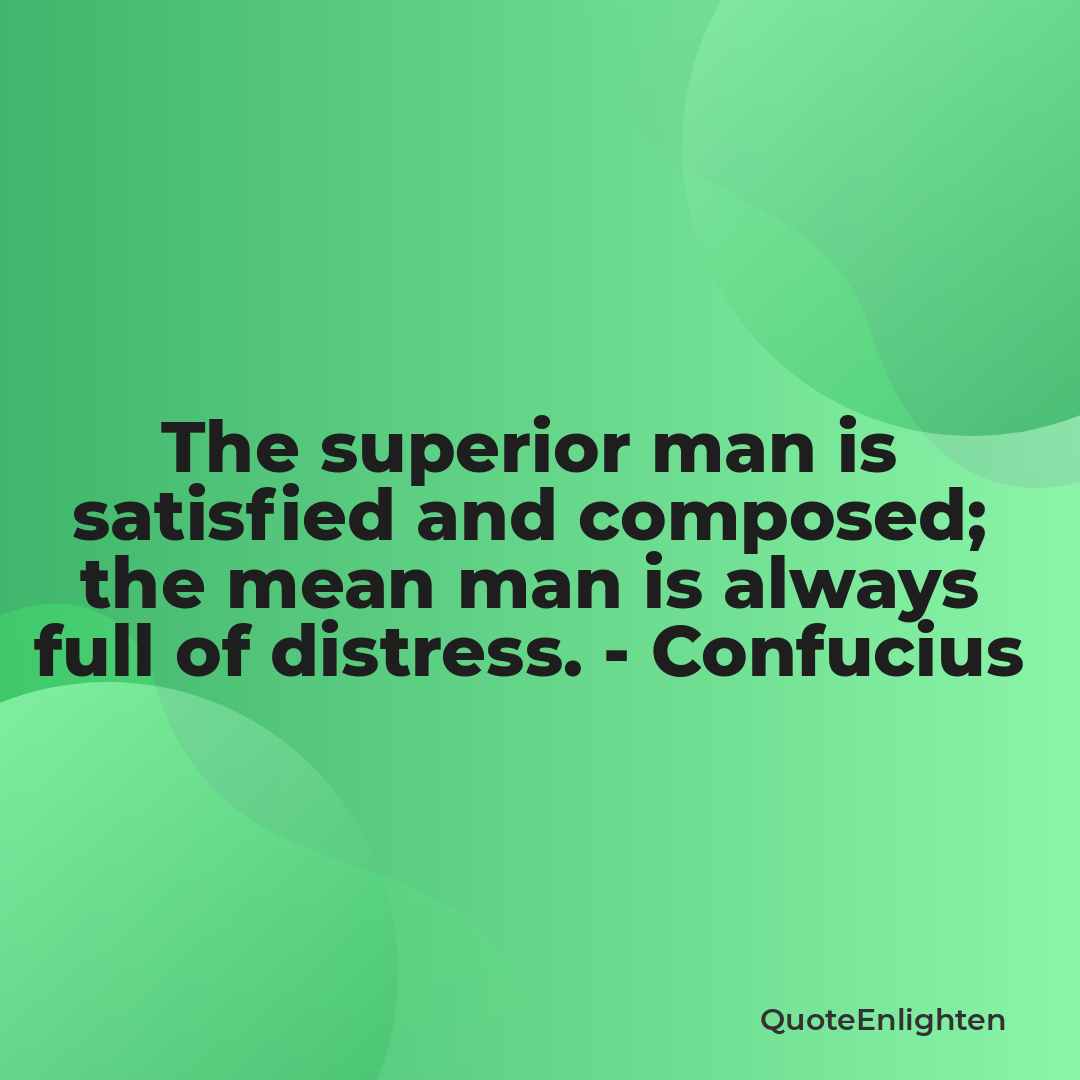 The superior man is
satisfied and composed;
the mean man is always
full of distress. - Confucius
QuoteEnlighten